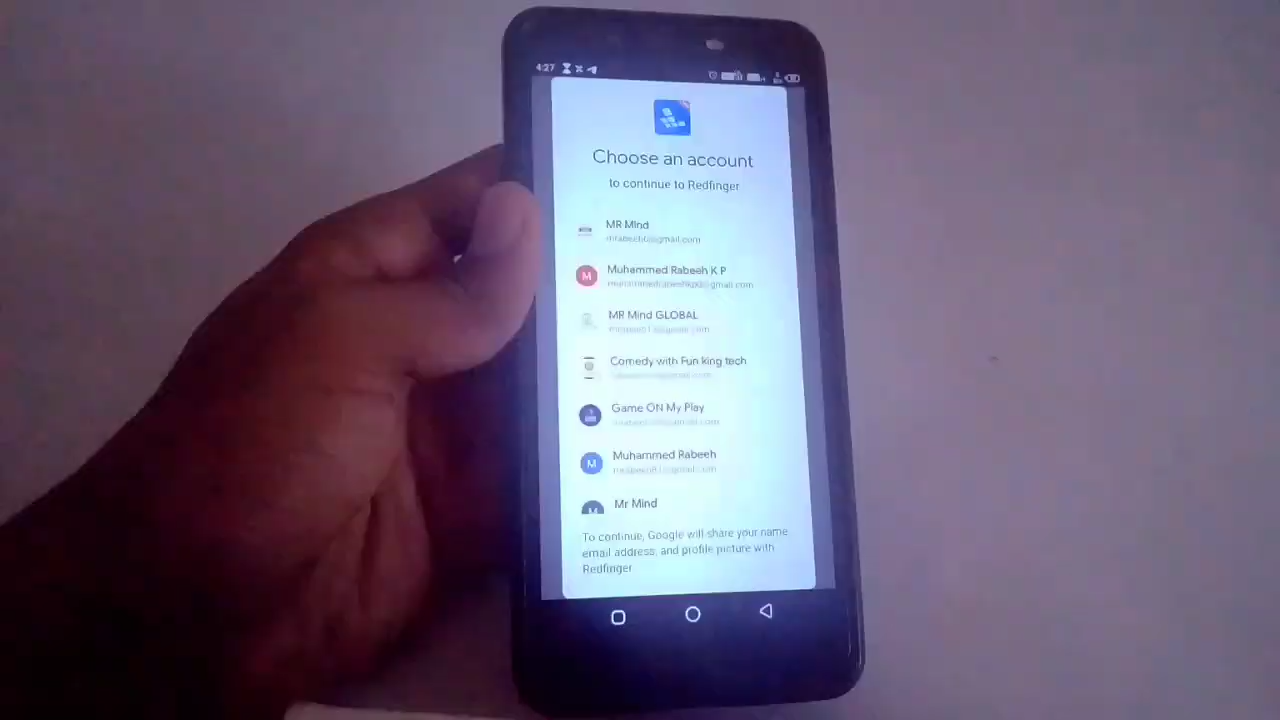 4:27
Choose an account
to continue to Redfinger
MR Mind
Muhammed Rabeeh K P
M
MR Mind GLOBAL
Comedy with Fun king tech
Game ON My Play
Muhammed Rabeeh
M
Mr Mind
M
To continue, Google will share your name
email address, and profile picture with
Redfinger